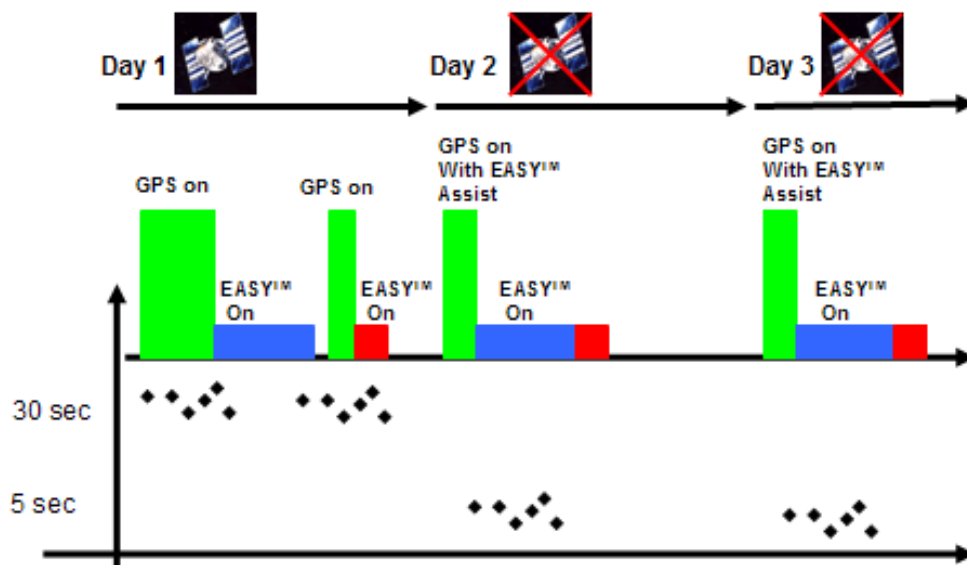 Day 1
Day 2
Day 3
GPS on
GPS on
GPS on
With EASY™
Assist
GPS on
With EASY™
Assist
EASY™
On
EASY™
On
EASY™
On
EASY™
On
30 sec
5 sec